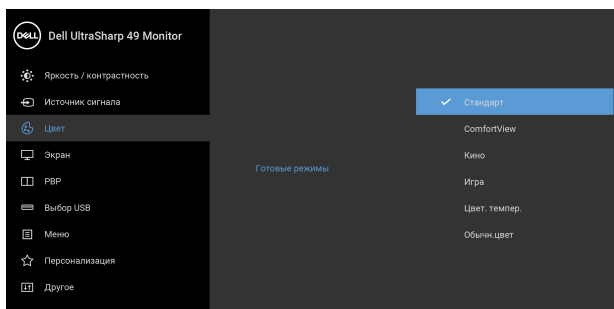 DELL
Dell UltraSharp 49 Monitor
Яркость / контрастность
Источник сигнала
Цвет
Экран
PBP
Выбор USB
Меню
Персонализация
Другое
Готовые режимы
Стандарт
ComfortView
Кино
Игра
Цвет. темпер.
Обычн.цвет